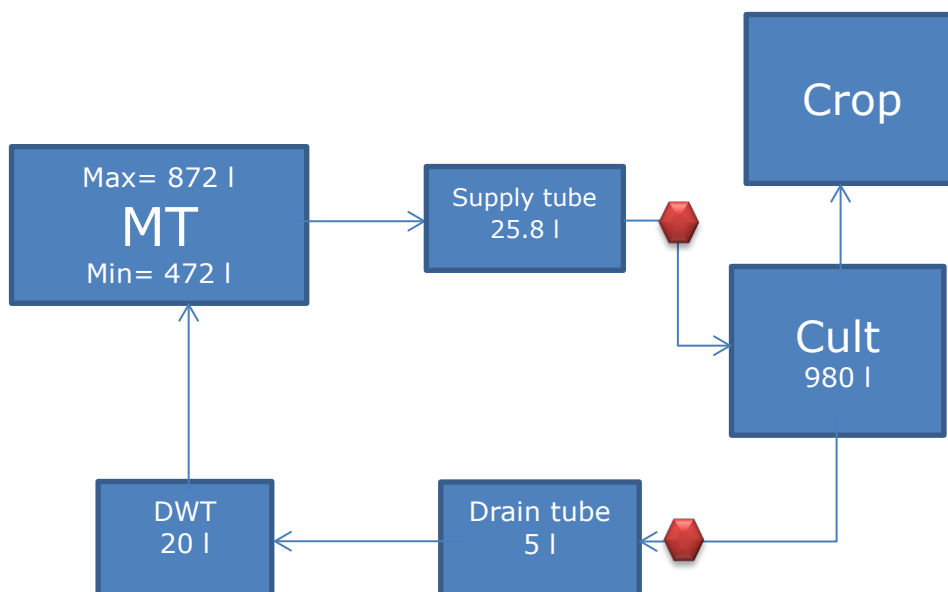 Crop
Max= 872 l
MT
Min= 472 l
Supply tube
25.8 l
Cult
980 l
DWT
20 l
Drain tube
5 l